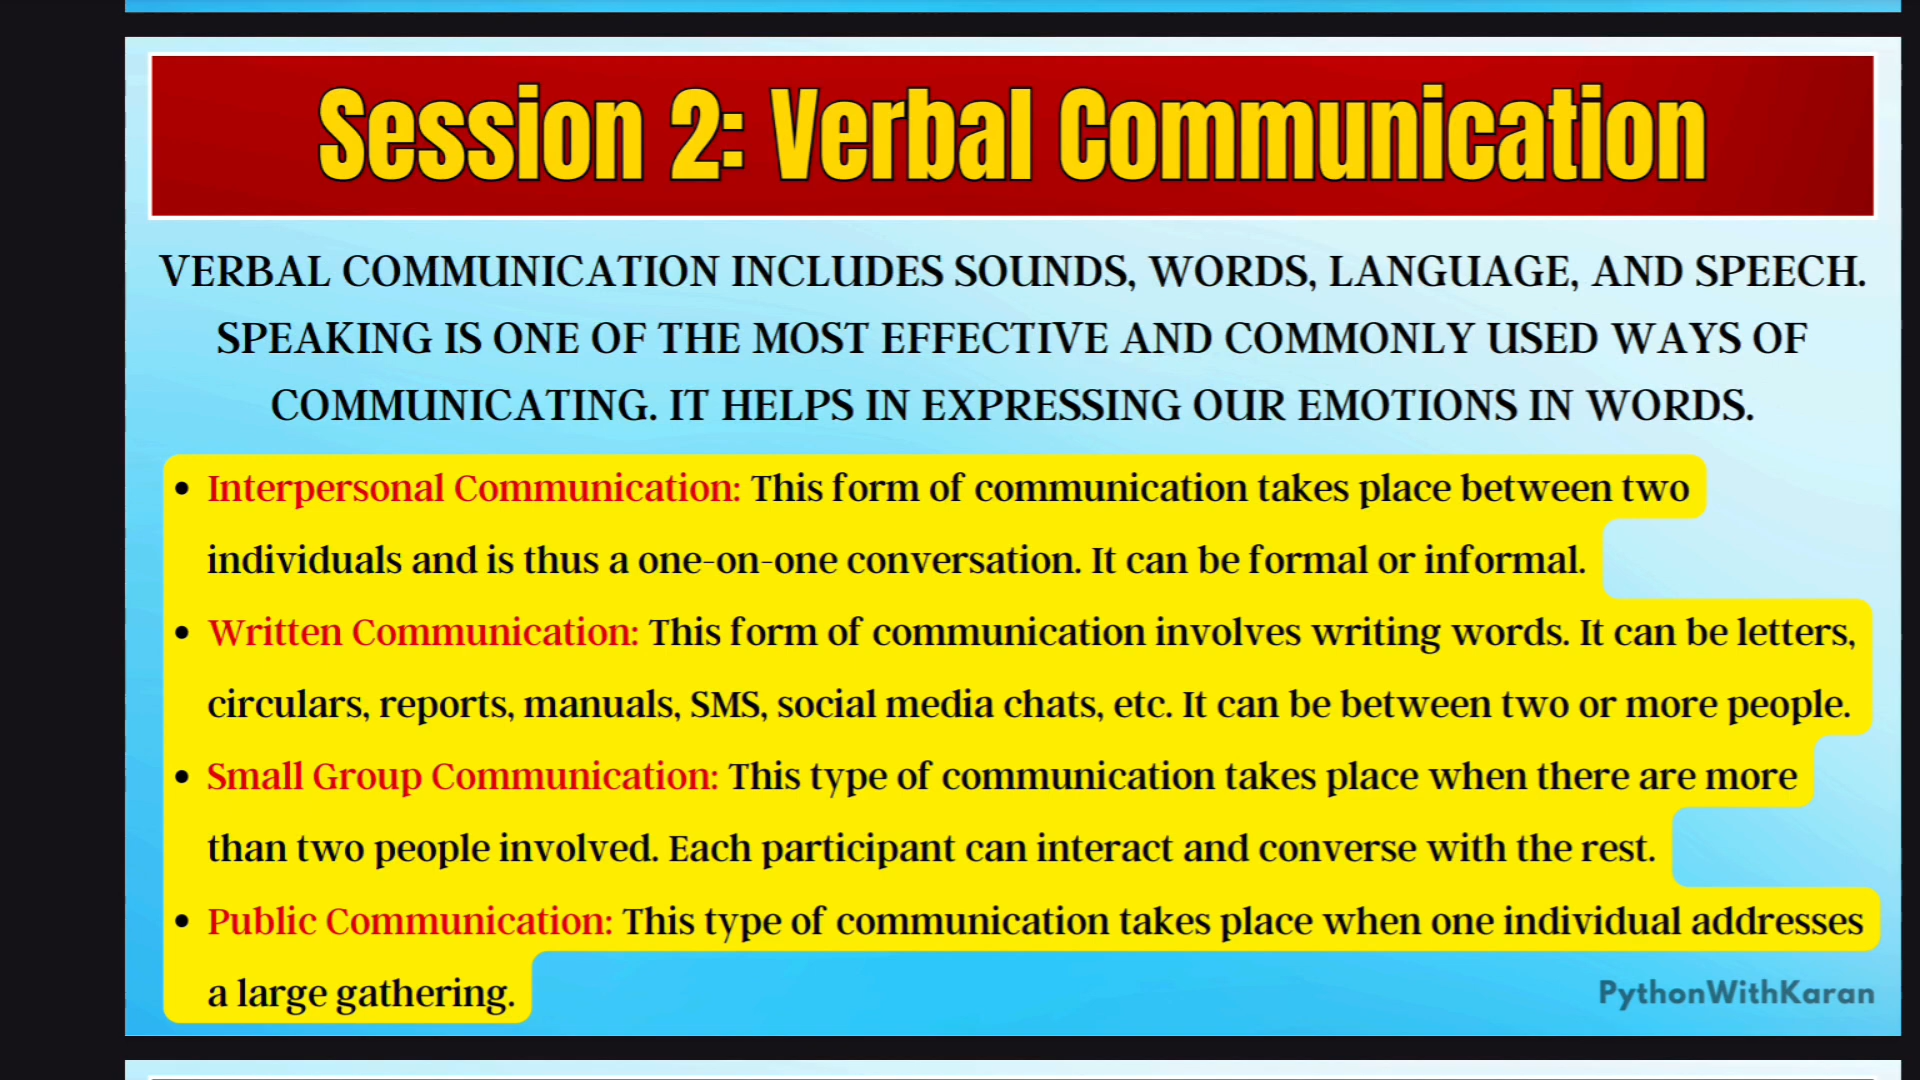 Session 2: Verbal Communication
VERBAL COMMUNICATION INCLUDES SOUNDS, WORDS, LANGUAGE, AND SPEECH.
SPEAKING IS ONE OF THE MOST EFFECTIVE AND COMMONLY USED WAYS OF
COMMUNICATING. IT HELPS IN EXPRESSING OUR EMOTIONS IN WORDS.
• Interpersonal Communication: This form of communication takes place between two
individuals and is thus a one-on-one conversation. It can be formal or informal.
• Written Communication: This form of communication involves writing words. It can be letters,
circulars, reports, manuals, SMS, social media chats, etc. It can be between two or more people.
• Small Group Communication: This type of communication takes place when there are more
than two people involved. Each participant can interact and converse with the rest.
• Public Communication: This type of communication takes place when one individual addresses
a large gathering.
PythonWithKaran